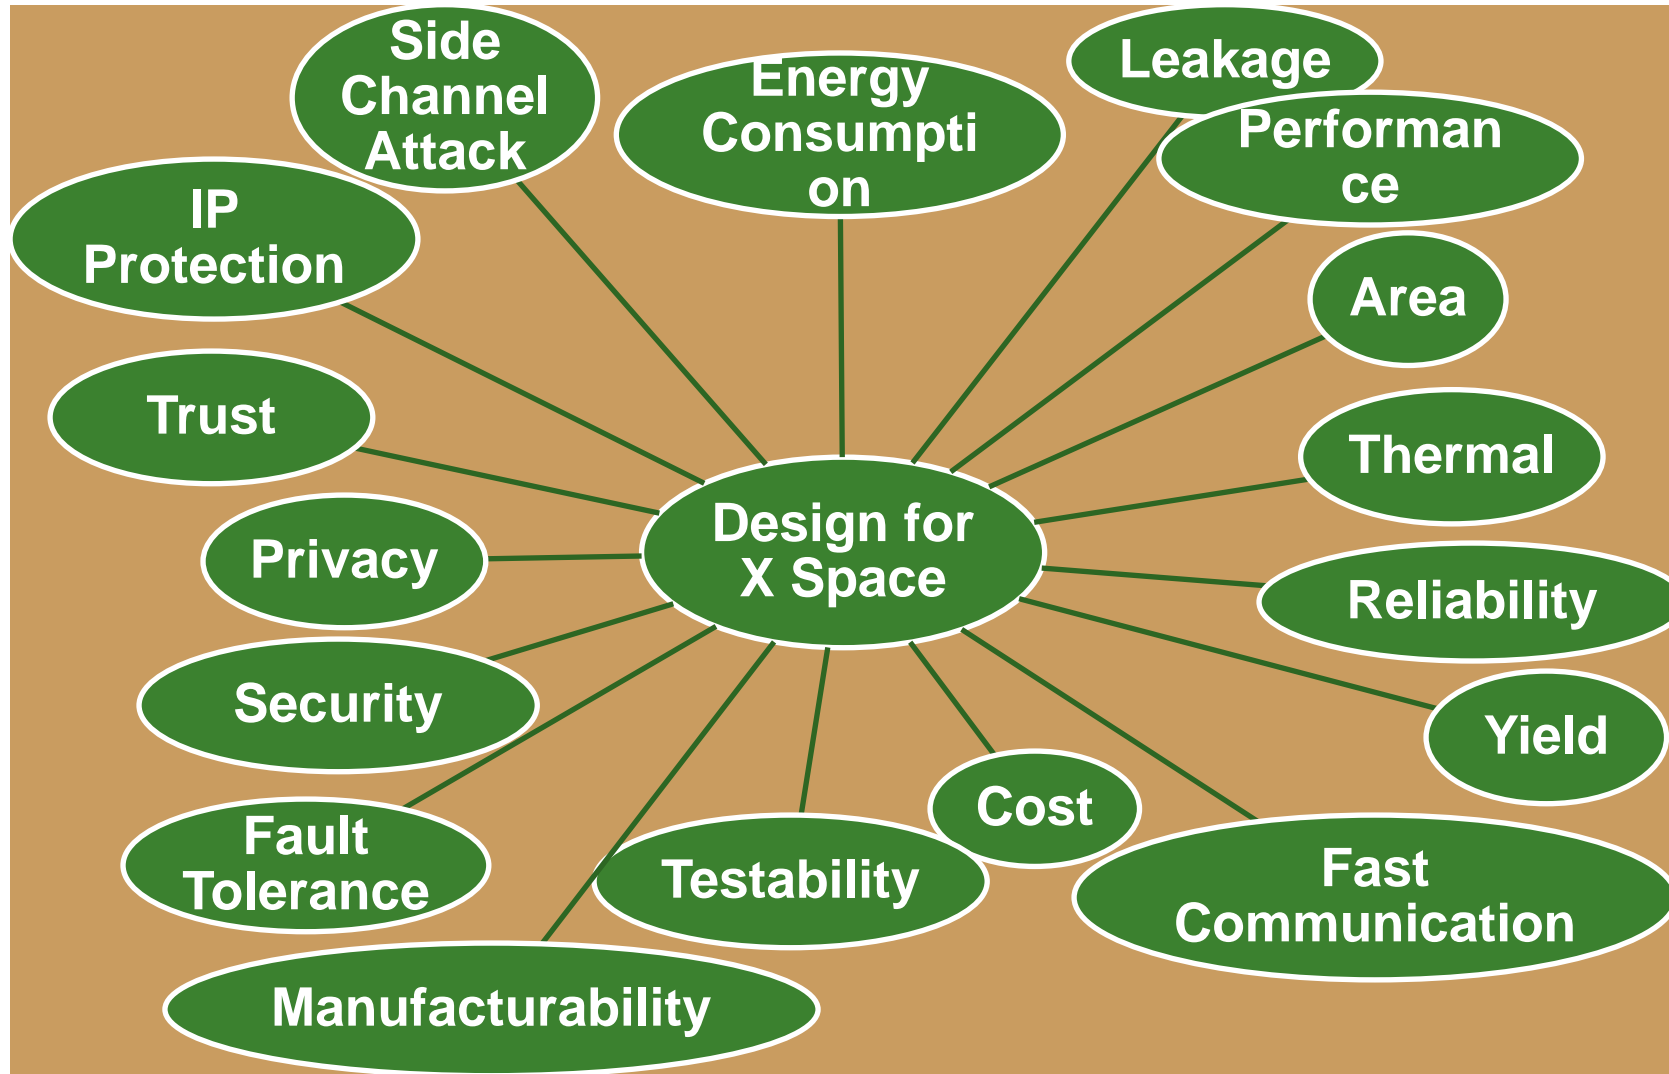 Side
Channel
Attack
Energy
Consumpti
on
Leakage
Performan
ce
IP
Protection
Area
Trust
Thermal
Design for
X Space
Privacy
Reliability
Security
Yield
Cost
Fault
Tolerance
Testability
Fast
Communication
Manufacturability